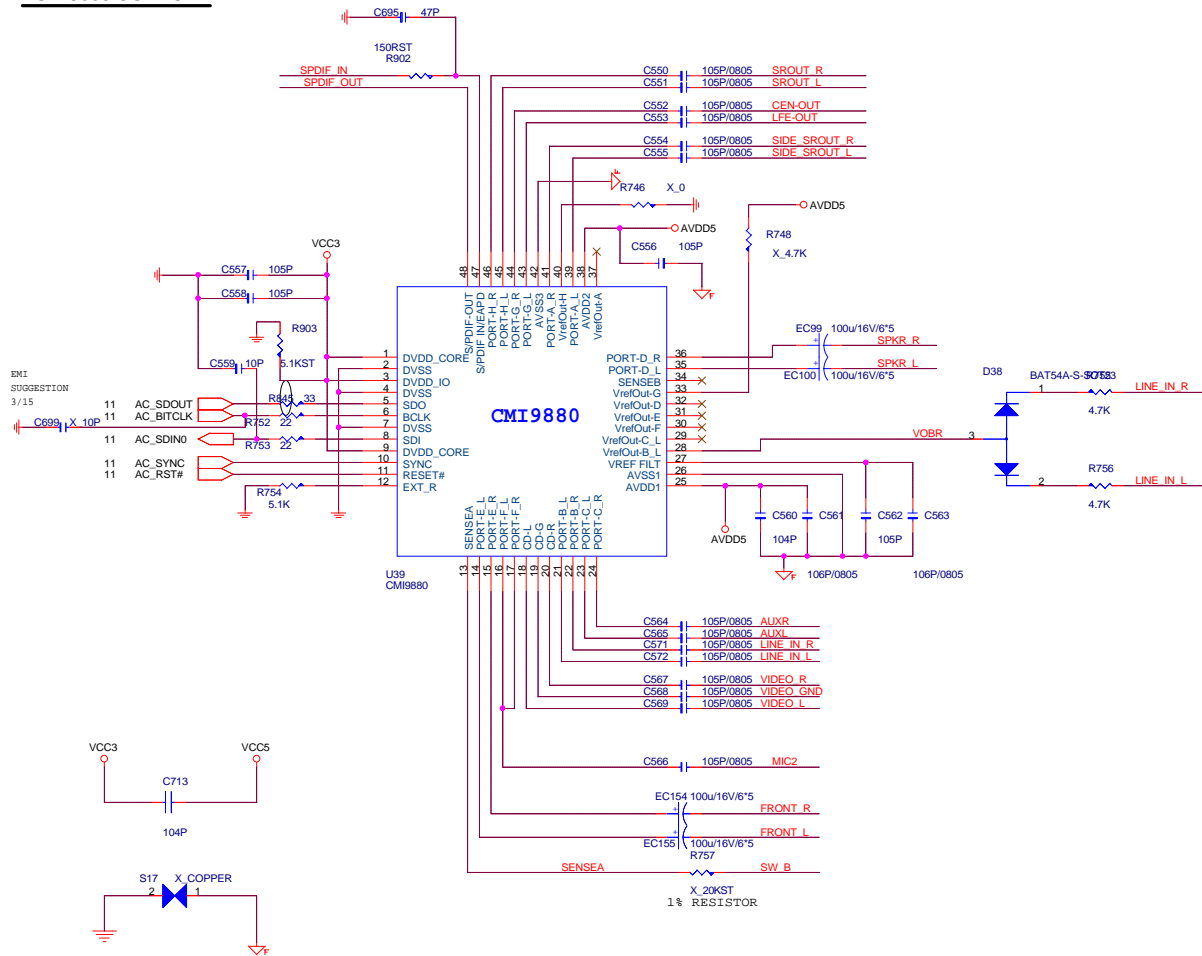 C695 47P
150RST
R902
SPDIF_IN
SPDIF_OUT
C550 105P/0805 SROUT_R
C551 105P/0805 SROUT_L
C552 105P/0805 CEN-OUT
C553 105P/0805 LFE-OUT
C554 105P/0805 SIDE_SROUT_R
C555 105P/0805 SIDE_SROUT_L
F
R746 X_0
AVDD5
R748
X_4.7K
AVDD5
C556 105P
F
VCC3
C557 105P
C558 105P
R903
5.1KST
C559 10P
EMI
SUGGESTION
3/15
C699 X_10P
11 AC_SDOUT
11 AC_BITCLK
11 AC_SDIN0
11 AC_SYNC
11 AC_RST#
R845 33
R752 22
R753 22
R754
5.1K
48 47 46 45 44 43 42 41 40 39 38 37
S/PDIF-OUT
S/PDIF IN/EAPD
PORT-H_R
PORT-H_L
PORT-G_R
PORT-G_L
AVSS3
PORT-A_R
VrefOut-H
PORT-A_L
AVDD2
VrefOut-A
1 DVDD_CORE
2 DVSS
3 DVDD_IO
4 DVSS
5 SDO
6 BCLK
7 DVSS
8 SDI
9 DVDD_CORE
10 SYNC
11 RESET#
12 EXT_R
CMI9880
PORT-D_R 36
PORT-D_L 35
SENSEB 34
VrefOut-G 33
VrefOut-D 32
VrefOut-E 31
VrefOut-F 30
VrefOut-C_L 29
VrefOut-B_L 28
VREF FILT 27
AVSS1 26
AVDD1 25
SENSEA
PORT-E_L
PORT-E_R
PORT-F_L
PORT-F_R
CD-L
CD-G
CD-R
PORT-B_L
PORT-B_R
PORT-C_L
PORT-C_R
13 14 15 16 17 18 19 20 21 22 23 24
U39
CMI9880
EC99 100u/16V/6*5
SPKR_R
SPKR_L
EC100 100u/16V/6*5
D38
BAT54A-S-SOT23
1
R753
LINE_IN_R
4.7K
VOBR 3
R756
2
LINE_IN_L
4.7K
AVDD5
C560 C561 C562 C563
104P 105P
F
106P/0805 106P/0805
C564 105P/0805 AUXR
C565 105P/0805 AUXL
C571 105P/0805 LINE_IN_R
C572 105P/0805 LINE_IN_L
C567 105P/0805 VIDEO_R
C568 105P/0805 VIDEO_GND
C569 105P/0805 VIDEO_L
C566 105P/0805 MIC2
EC154 100u/16V/6*5
FRONT_R
FRONT_L
EC155 100u/16V/6*5
R757
SENSEA SW_B
X_20KST
1% RESISTOR
VCC3 VCC5
C713
104P
S17 X_COPPER
2 1
F